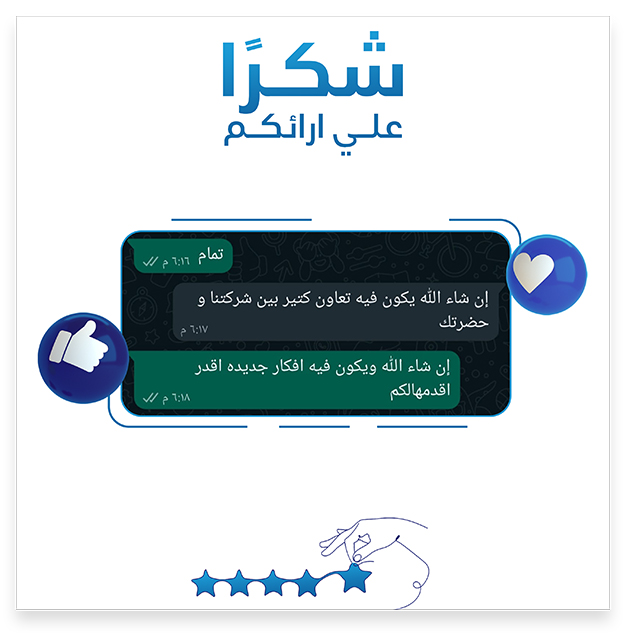 شكرًا
علي ارائكم
تمام
٦:١٦ م
إن شاء الله يكون فيه تعاون كتير بين شركتنا و
حضرتك
٦:١٧ م
إن شاء الله ويكون فيه افكار جديده اقدر
اقدمهالكم
٦:١٨ م